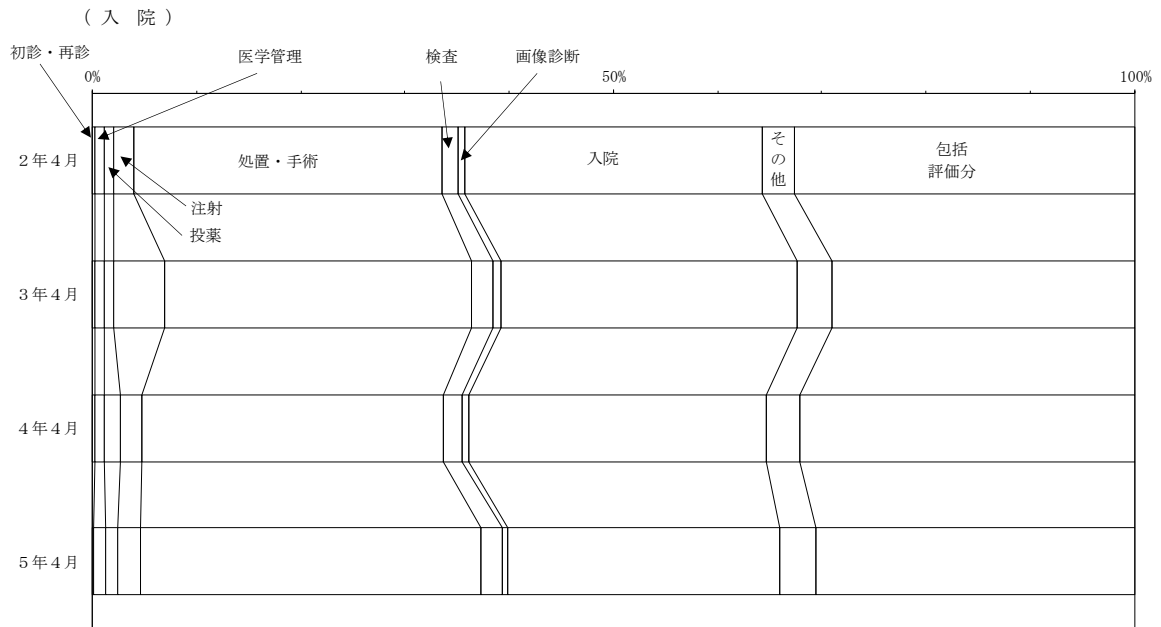 （ 入 院 ）
初診・再診
医学管理
検査
画像診断
0%
50%
100%
２年４月
処置・手術
入院
その他
包括
評価分
注射
投薬
３年４月
４年４月
５年４月